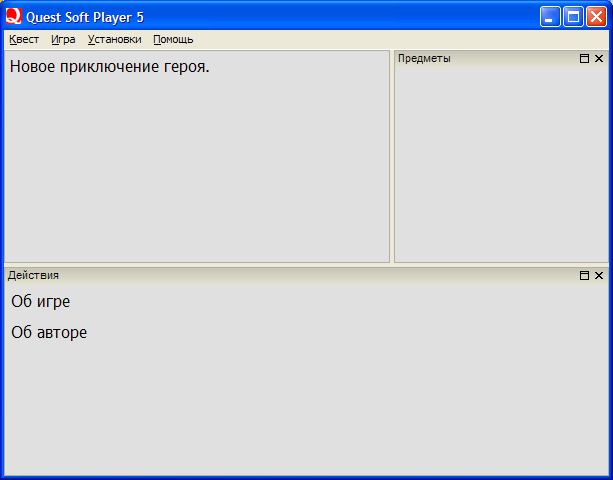 Quest Soft Player 5
Квест Игра Установки Помощь
Новое приключение героя.
Предметы
Действия
Об игре
Об авторе